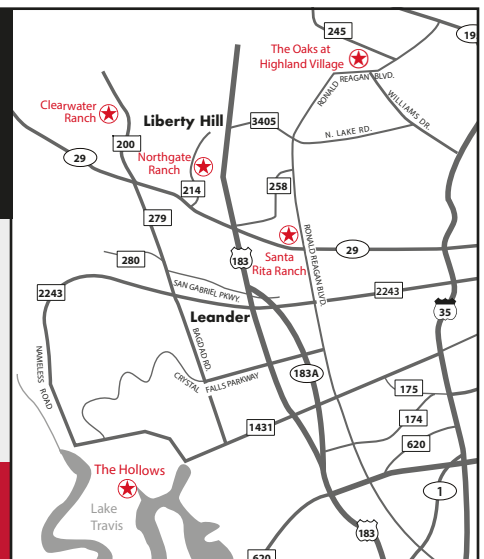 245
19
The Oaks at
Highland Village
RONALD REAGAN BLVD.
WILLIAMS DR.
Clearwater
Ranch
Liberty Hill
3405
N. LAKE RD.
200
29
Northgate
Ranch
214
258
279
RONALD REAGAN BLVD.
29
183
Santa
Rita Ranch
280
SAN GABRIEL PKWY.
2243
2243
35
Leander
BAGDAD RD.
NAMELESS ROAD
CRYSTAL FALLS PARKWAY
183A
175
174
1431
620
The Hollows
1
Lake
Travis
183
620